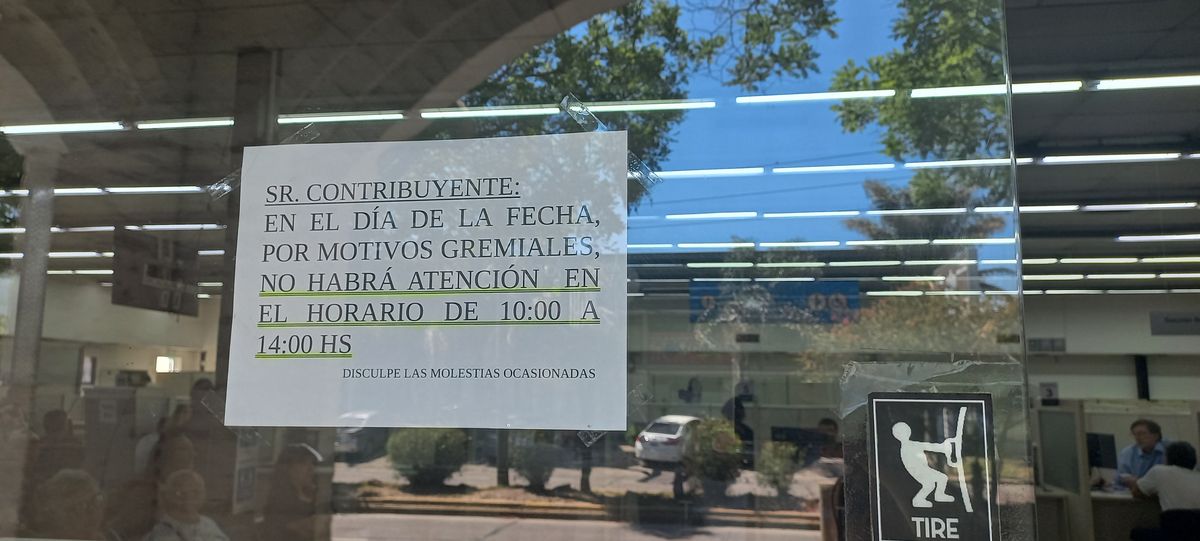 SR. CONTRIBUYENTE:
EN EL DÍA DE LA FECHA,
POR MOTIVOS GREMIALES,
NO HABRÁ ATENCIÓN EN
EL HORARIO DE 10:00 A
14:00 HS
DISCULPE LAS MOLESTIAS OCASIONADAS
TIRE